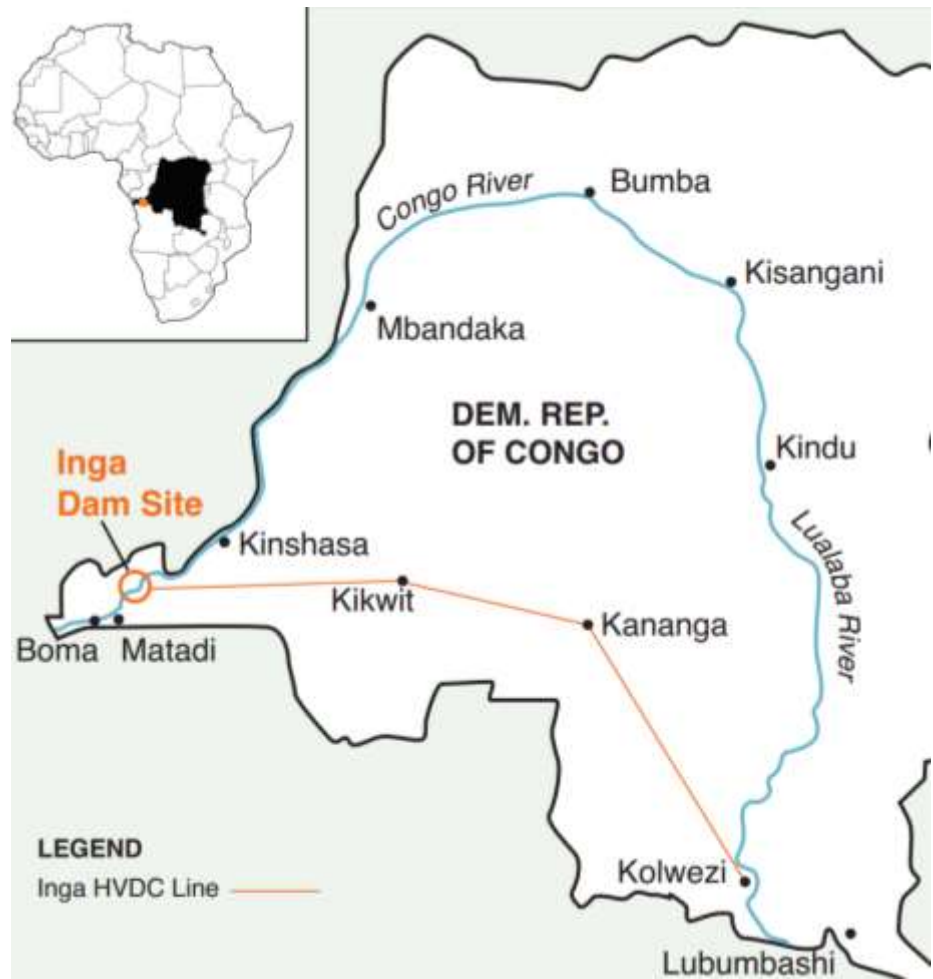 Congo River
Bumba
Kisangani
Mbandaka
DEM. REP.
OF CONGO
Kindu
Inga
Dam Site
Lualaba River
Kinshasa
Kikwit
Kananga
Boma
Matadi
LEGEND
Inga HVDC Line
Kolwezi
Lubumbashi